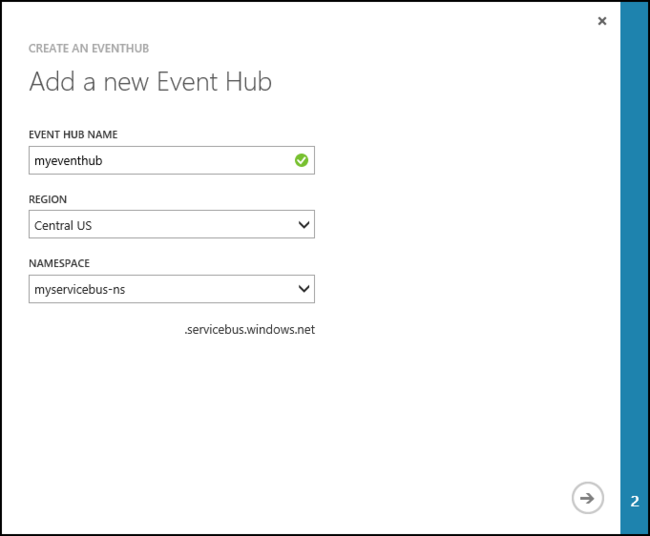 CREATE AN EVENTHUB
Add a new Event Hub
EVENT HUB NAME
myeventhub
REGION
Central US
NAMESPACE
myservicebus-ns
.servicebus.windows.net
2